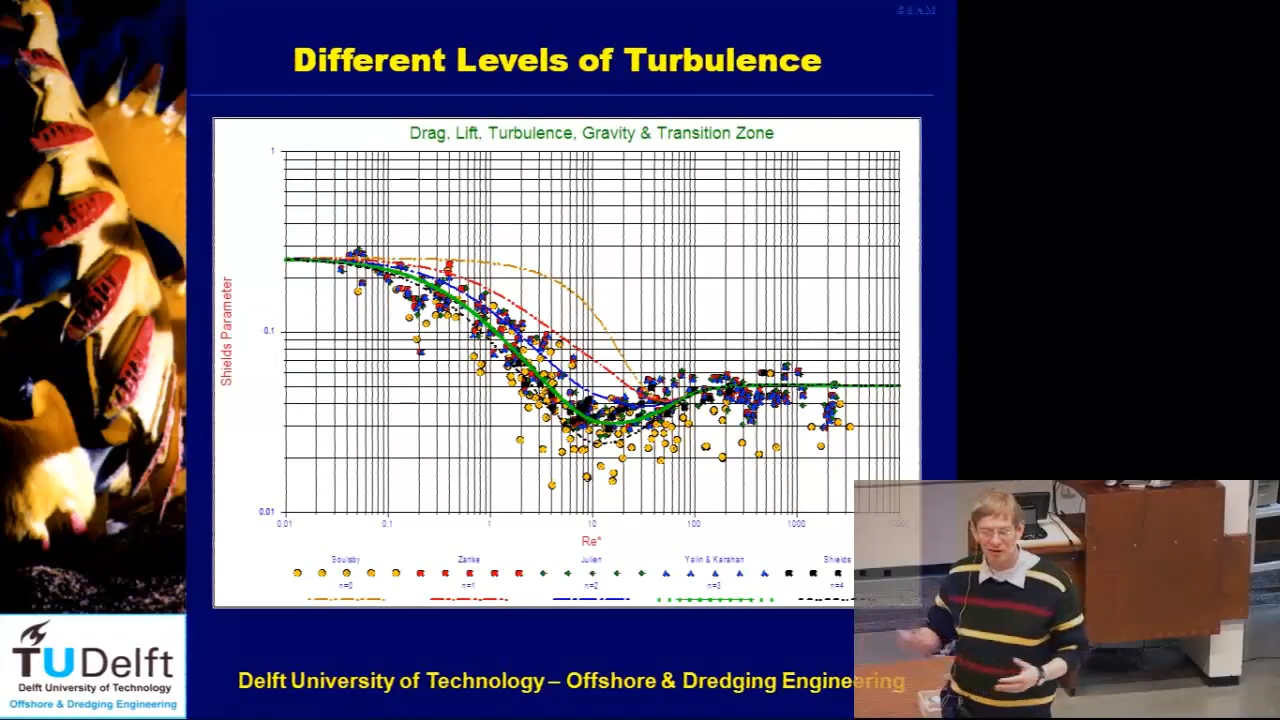 ©S.A.M
Different Levels of Turbulence
Drag, Lift, Turbulence, Gravity & Transition Zone
1
Shields Parameter
0.1
0.01
0.01 0.1 1 10 100 1000
Re*
Soulsby Zanke Julien Yalin & Karahan Shields
n=0 n=1 n=2 n=3 n=4
TU Delft
Delft University of Technology
Offshore & Dredging Engineering
Delft University of Technology – Offshore & Dredging Engineering